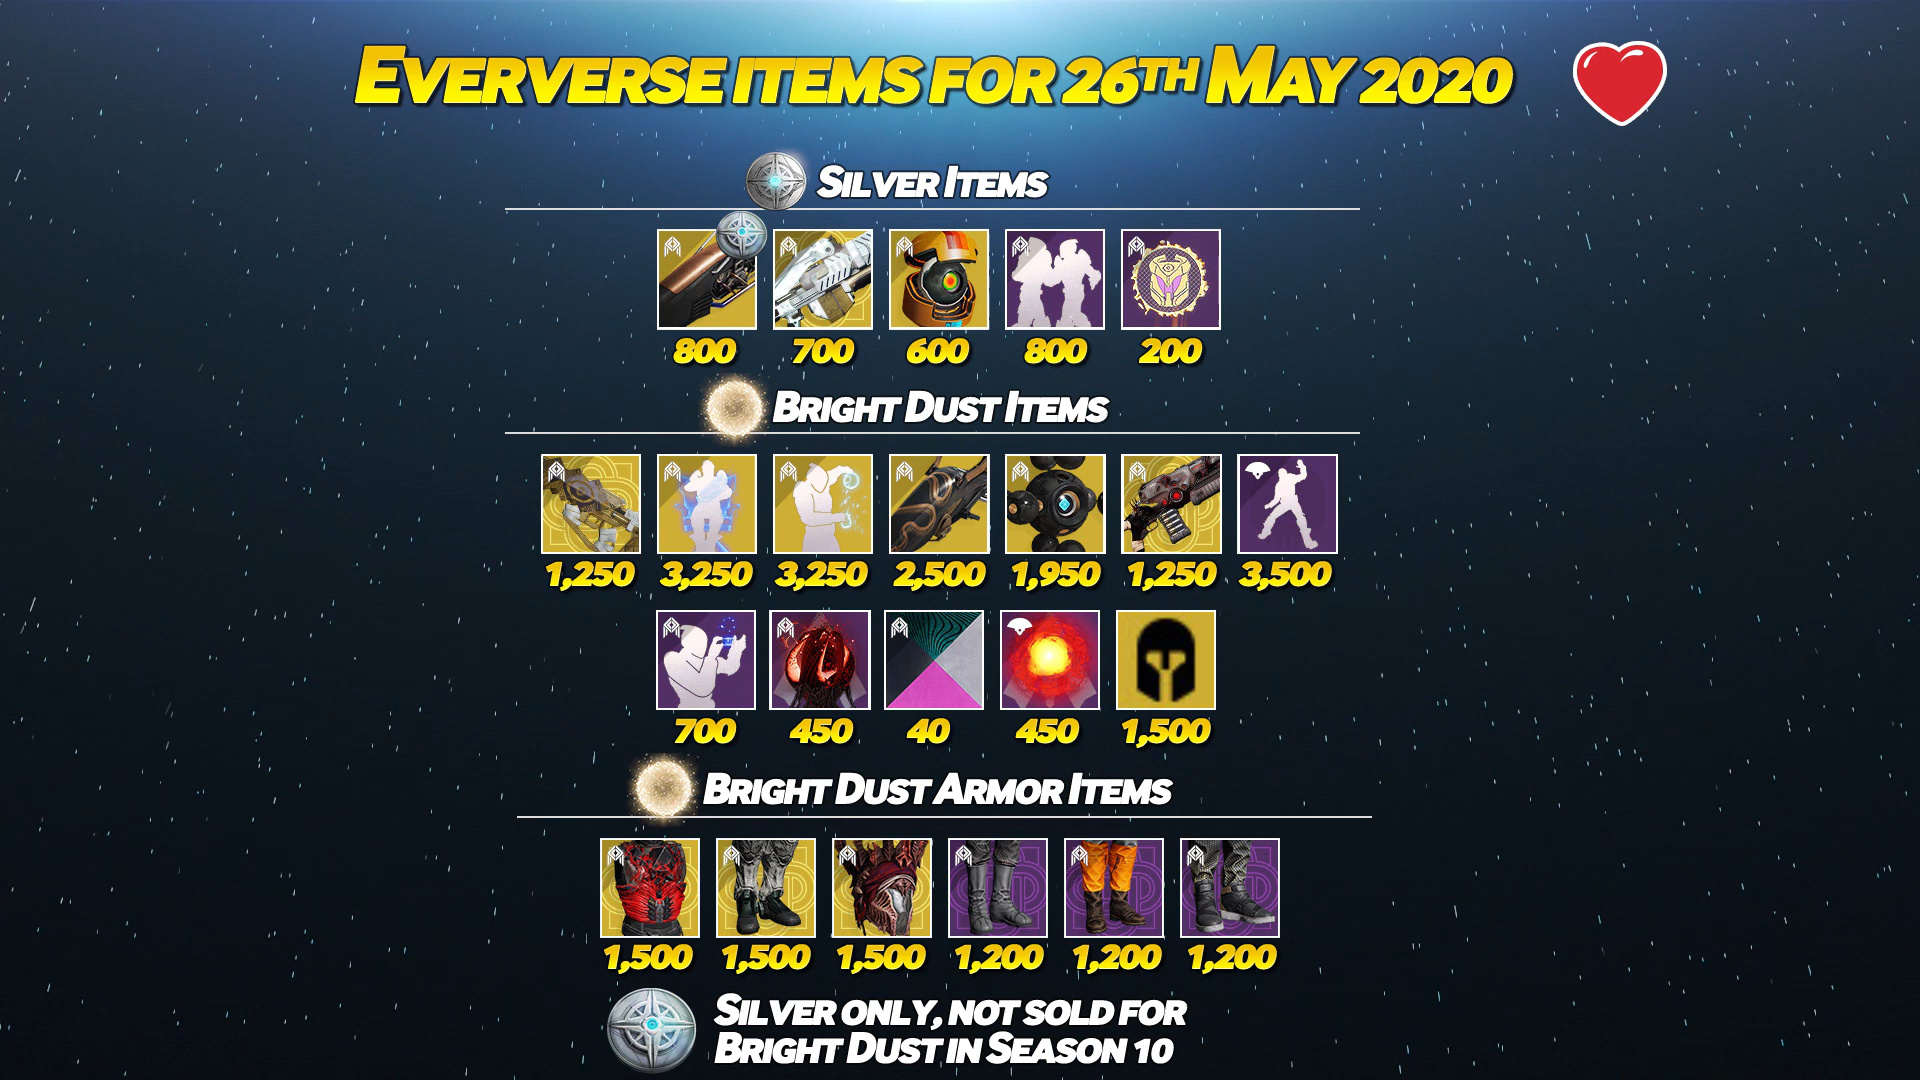 Eververse items for 26th May 2020
Silver Items
800 700 600 800 200
Bright Dust Items
1,250 3,250 3,250 2,500 1,950 1,250 3,500
700 450 40 450 1,500
Bright Dust Armor Items
1,500 1,500 1,500 1,200 1,200 1,200
Silver only, not sold for
Bright Dust in Season 10